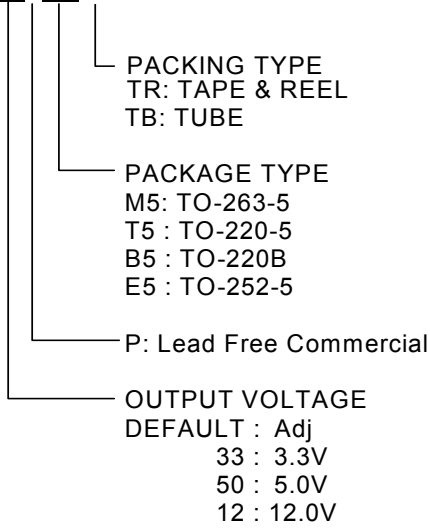 PACKING TYPE
TR: TAPE & REEL
TB: TUBE
PACKAGE TYPE
M5: TO-263-5
T5 : TO-220-5
B5 : TO-220B
E5 : TO-252-5
P: Lead Free Commercial
OUTPUT VOLTAGE
DEFAULT : Adj
33 : 3.3V
50 : 5.0V
12 : 12.0V